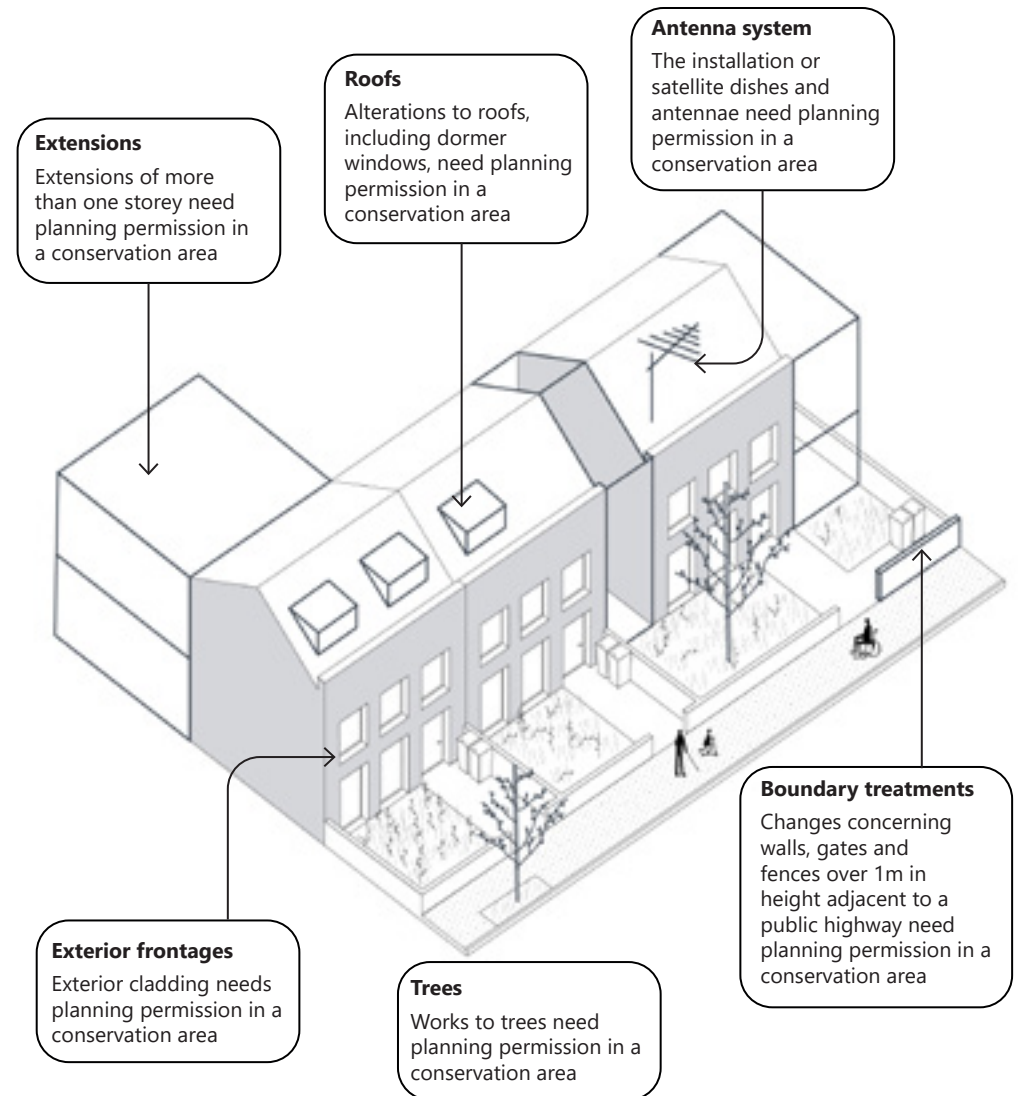 Antenna system
The installation or
satellite dishes and
antennae need planning
permission in a
conservation area
Roofs
Alterations to roofs,
including dormer
windows, need planning
permission in a
conservation area
Extensions
Extensions of more
than one storey need
planning permission in
a conservation area
Boundary treatments
Changes concerning
walls, gates and
fences over 1m in
height adjacent to a
public highway need
planning permission in a
conservation area
Exterior frontages
Exterior cladding needs
planning permission in a
conservation area
Trees
Works to trees need
planning permission in a
conservation area